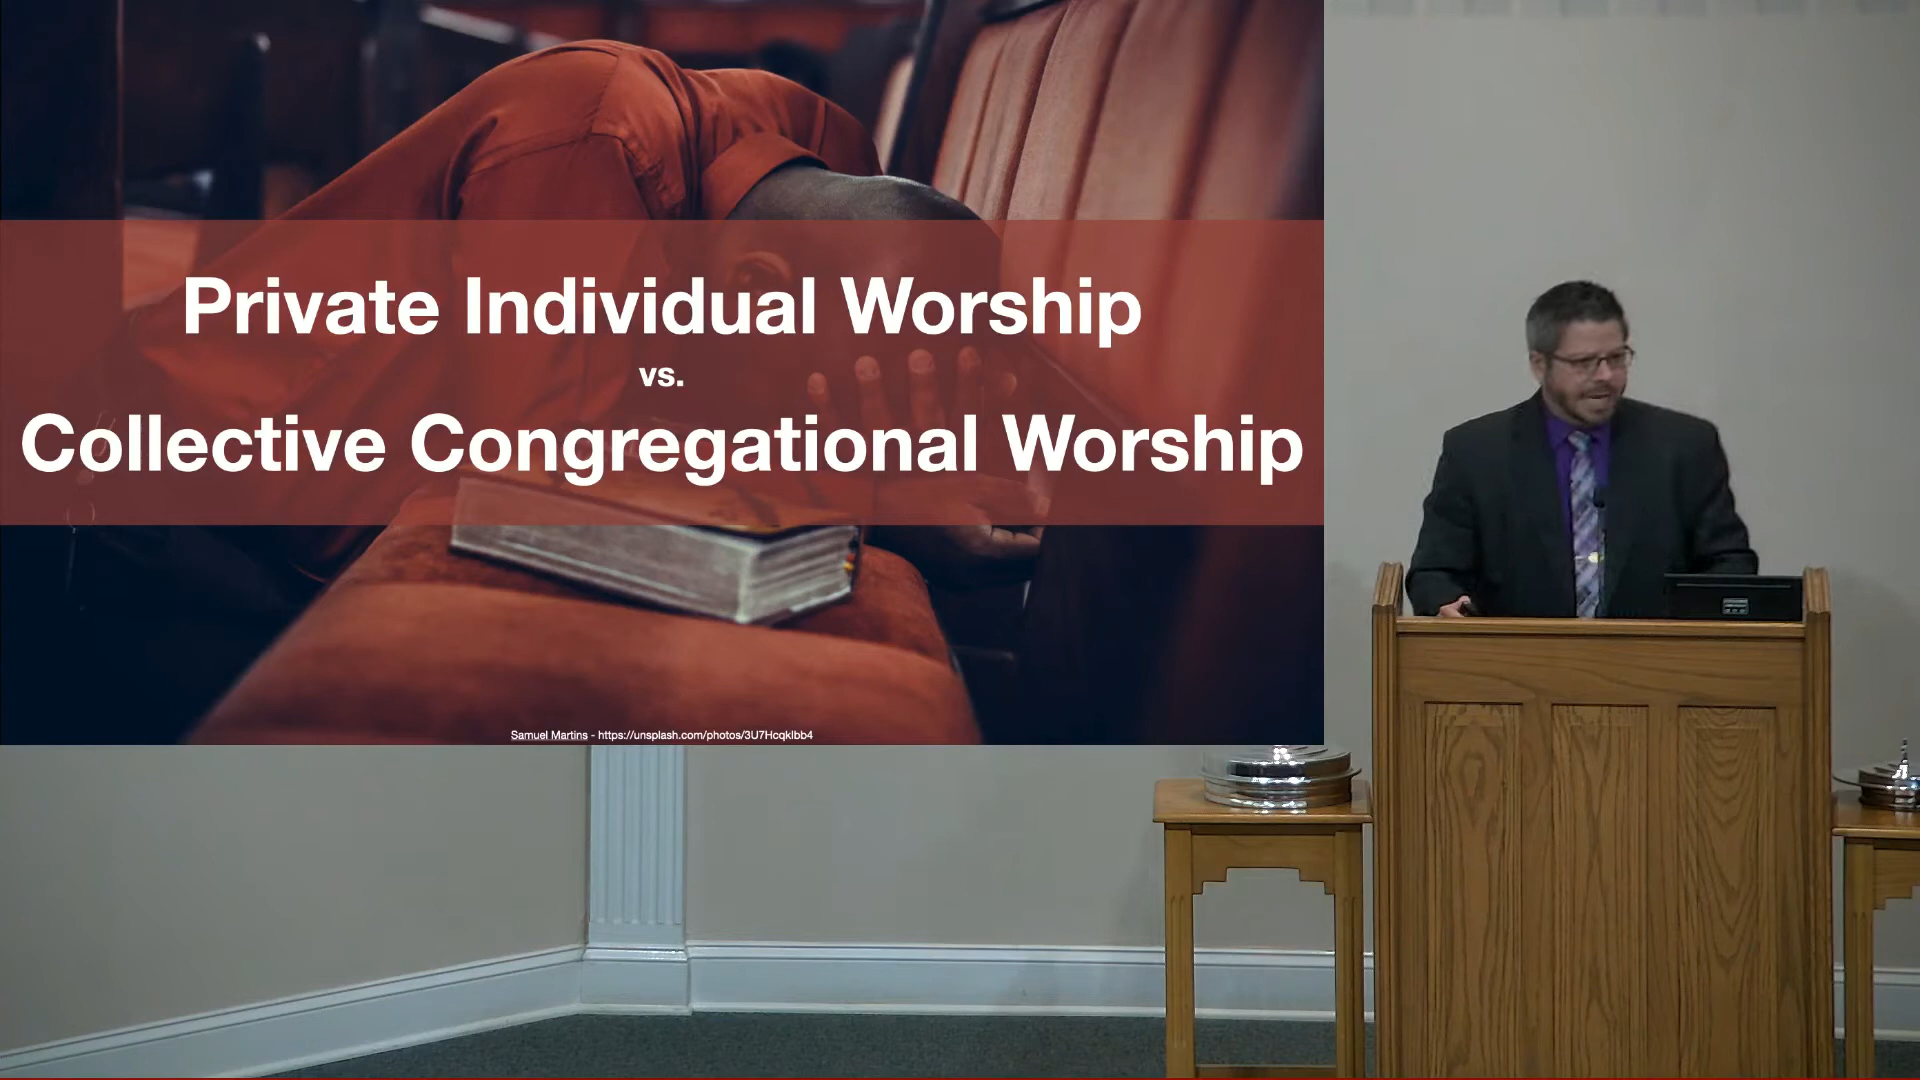 Private Individual Worship
vs.
Collective Congregational Worship
Samuel Martins - https://unsplash.com/photos/3U7Hcqklbb4